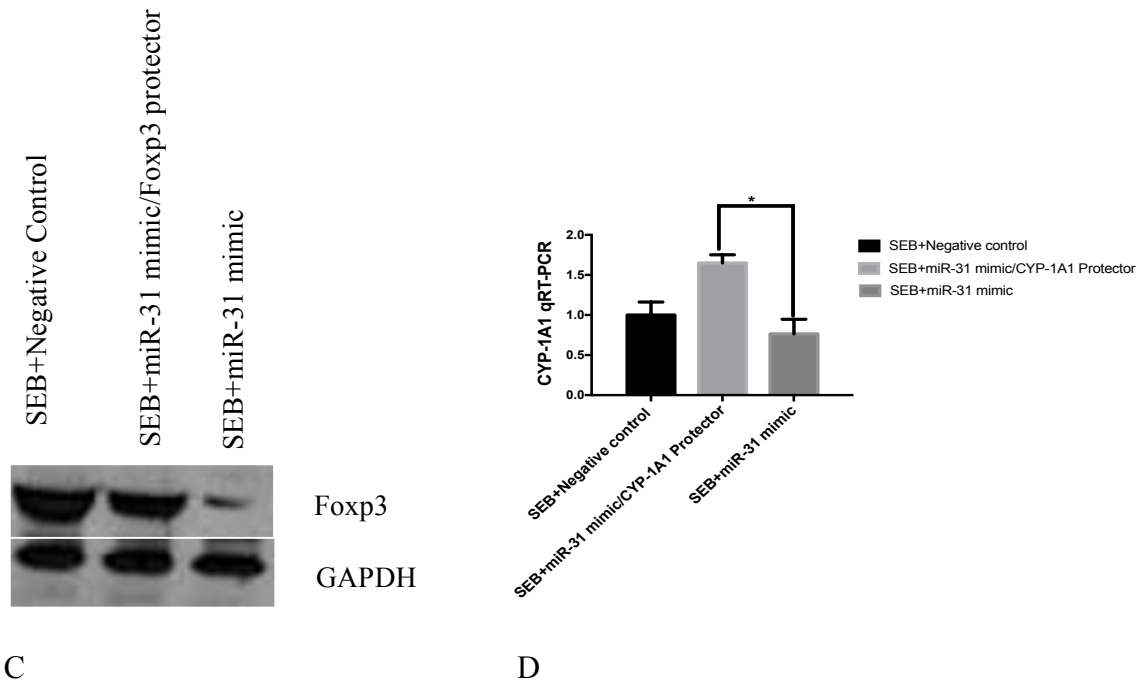 SEB+Negative Control
SEB+miR-31 mimic/Foxp3 protector
SEB+miR-31 mimic
Foxp3
GAPDH
C
*
2.0
1.5
1.0
0.5
0.0
CYP-1A1 qRT-PCR
SEB+Negative control
SEB+miR-31 mimic/CYP-1A1 Protector
SEB+miR-31 mimic
SEB+Negative control
SEB+miR-31 mimic/CYP-1A1 Protector
SEB+miR-31 mimic
D